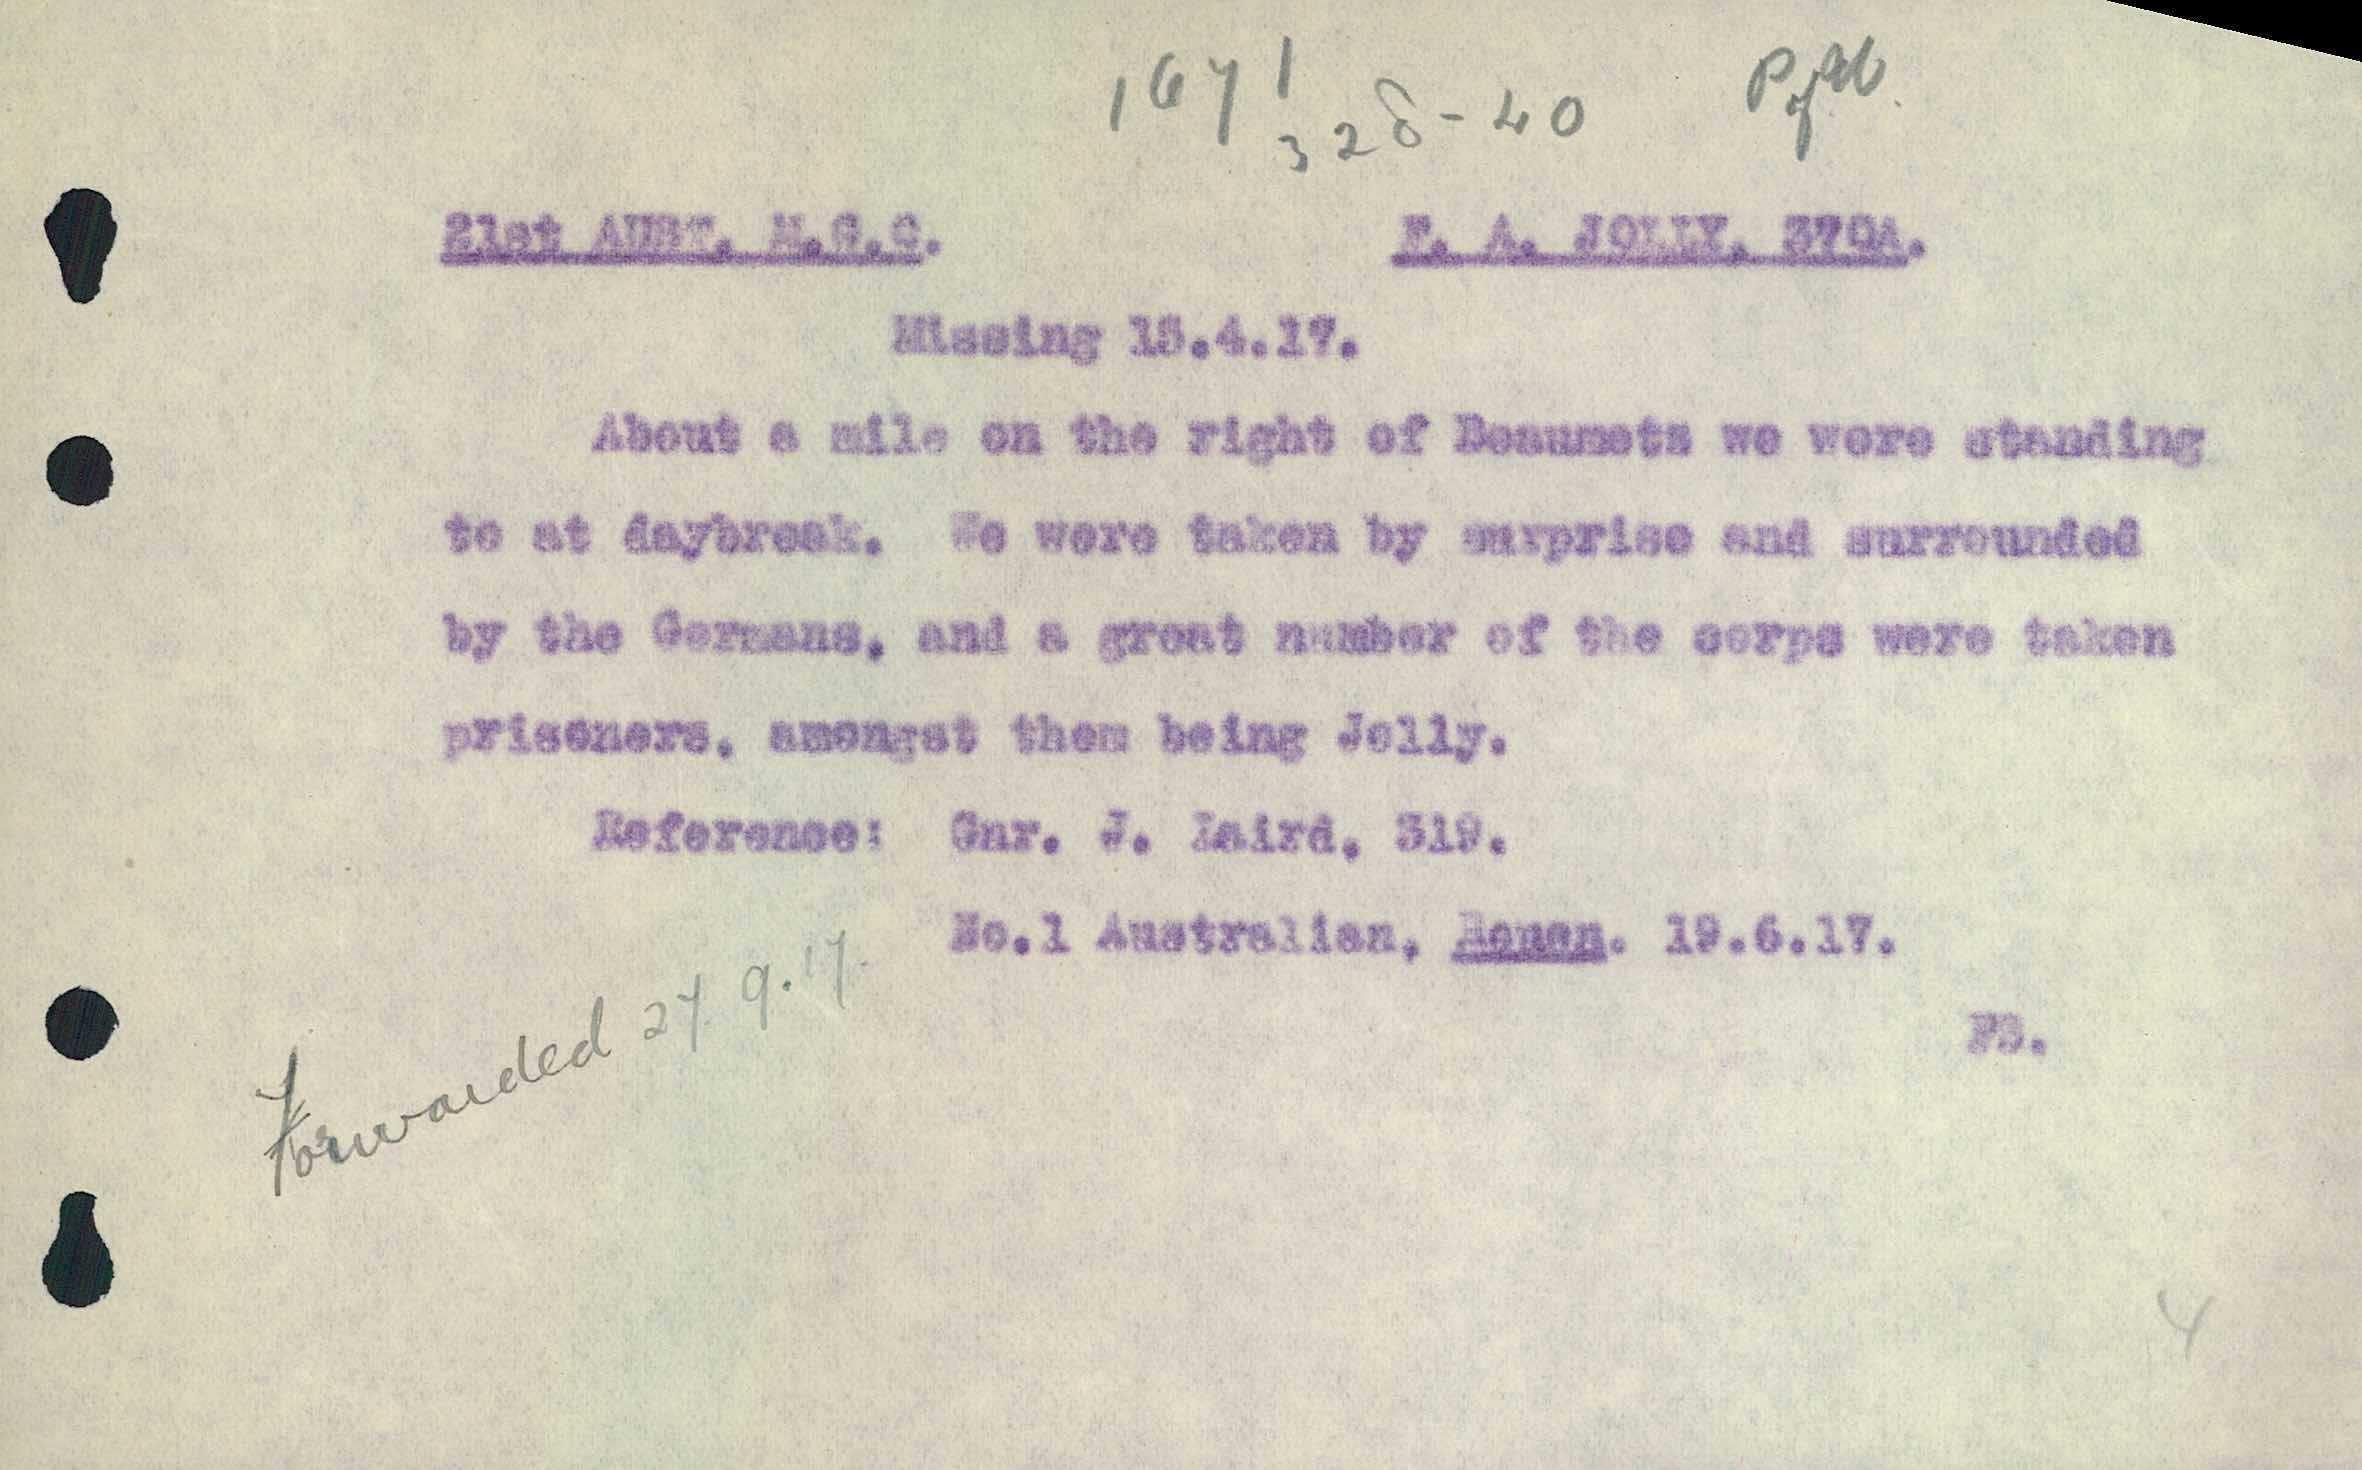 1671
328-40
P of W.
21st AUST. M.G.C.
F. A. JOLLY, 370A.
Missing 15.4.17.
About a mile on the right of Beaumetz we were standing
to at daybreak. We were taken by surprise and surrounded
by the Germans, and a great number of the corps were taken
prisoners, amongst them being Jolly.
Reference: Gnr. J. Laird, 319.
No.1 Australian, Rouen. 19.6.17.
Forwarded 27.9.17.
FS.
4